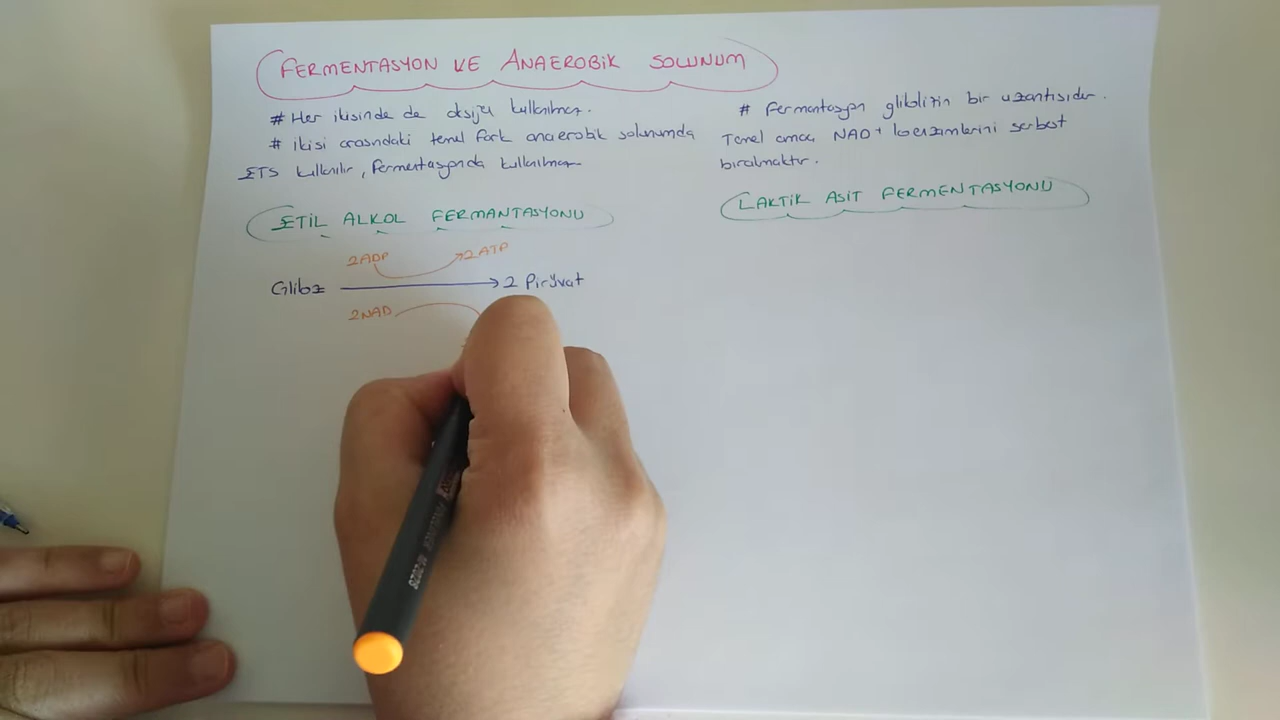 FERMENTASYON VE ANAEROBİK SOLUNUM
# Her ikisinde de oksijen kullanılmaz.
# ikisi arasındaki temel fark anaerobik solunumda
ETS kullanılır, fermentasyonda kullanılmaz
# Fermantasyon glikolizin bir uzantısıdır.
Temel amaç NAD+ koenzimlerini serbest
bırakmaktır.
ETİL ALKOL FERMANTASYONU
2ADP 2ATP
Glikoz 2 Pirüvat
2NAD
LAKTİK ASİT FERMENTASYONU